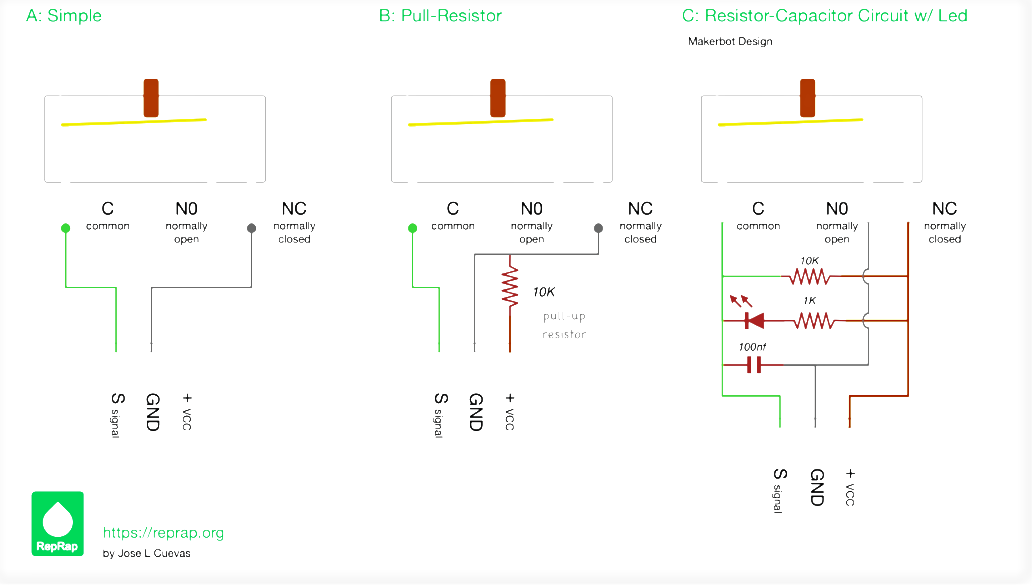 A: Simple
B: Pull-Resistor
C: Resistor-Capacitor Circuit w/ Led
Makerbot Design
C
common
N0
normally
open
NC
normally
closed
S signal
GND
+ VCC
C
common
N0
normally
open
NC
normally
closed
10K
pull-up
resistor
S signal
GND
+ VCC
C
common
N0
normally
open
NC
normally
closed
10K
1K
100nf
S signal
GND
+ VCC
RepRap
https://reprap.org
by Jose L Cuevas